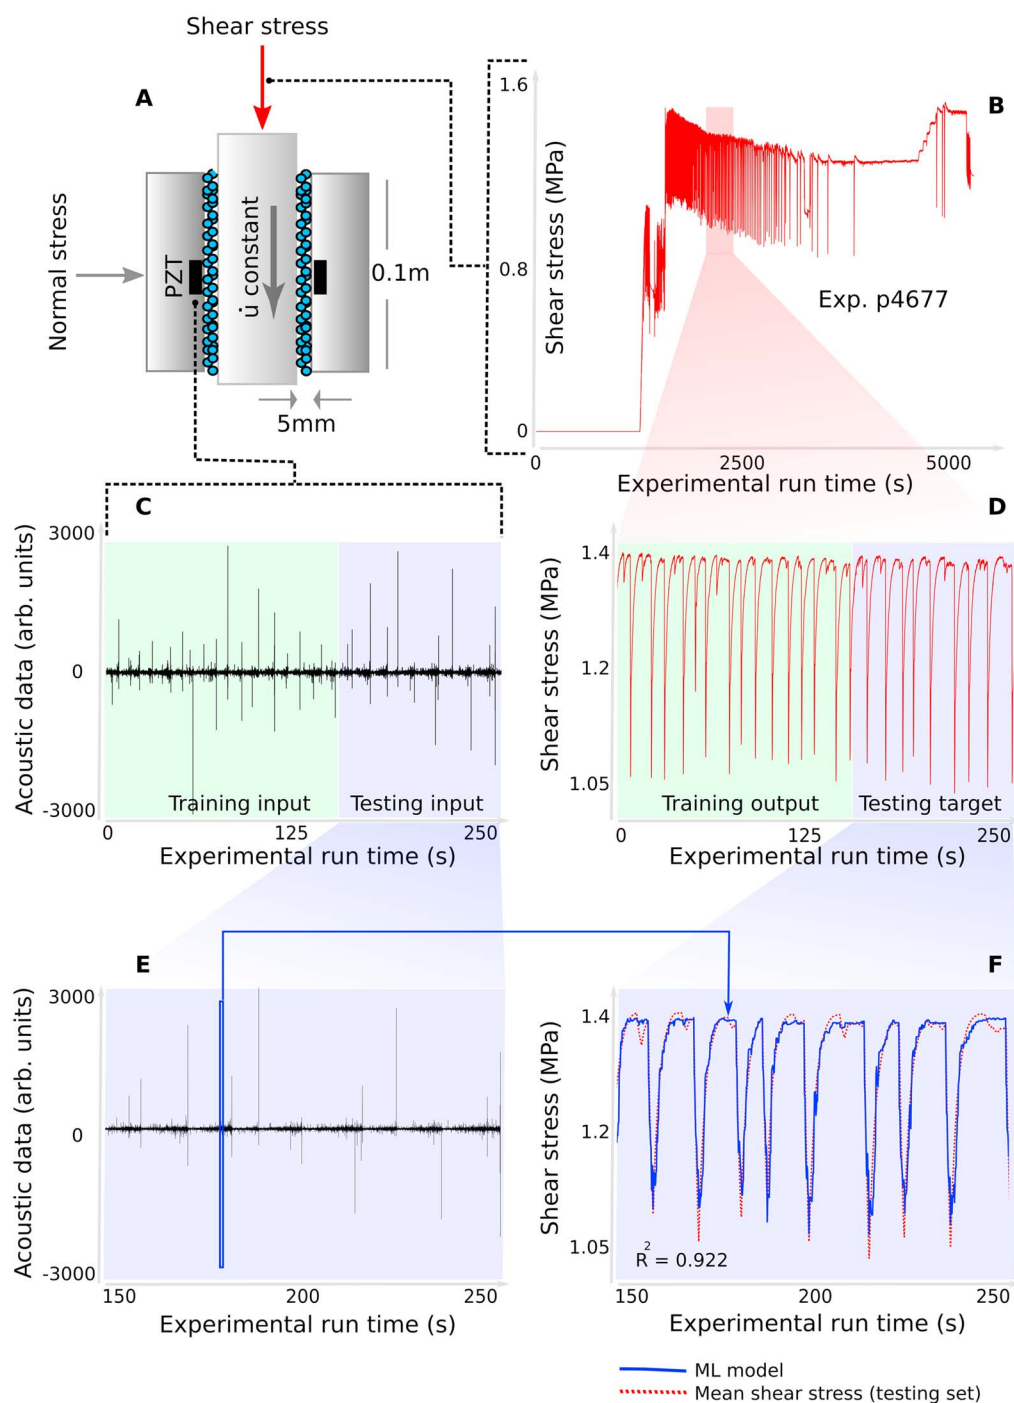 Shear stress
A
Normal stress
PZT
u̇ constant
0.1m
5mm
B
1.6
0.8
0
Shear stress (MPa)
Exp. p4677
0 2500 5000
Experimental run time (s)
C
3000
0
-3000
Acoustic data (arb. units)
Training input Testing input
0 125 250
Experimental run time (s)
D
1.4
1.2
1.05
Shear stress (MPa)
Training output Testing target
0 125 250
Experimental run time (s)
E
3000
0
-3000
Acoustic data (arb. units)
150 200 250
Experimental run time (s)
F
1.4
1.2
1.05
Shear stress (MPa)
R² = 0.922
150 200 250
Experimental run time (s)
ML model
Mean shear stress (testing set)